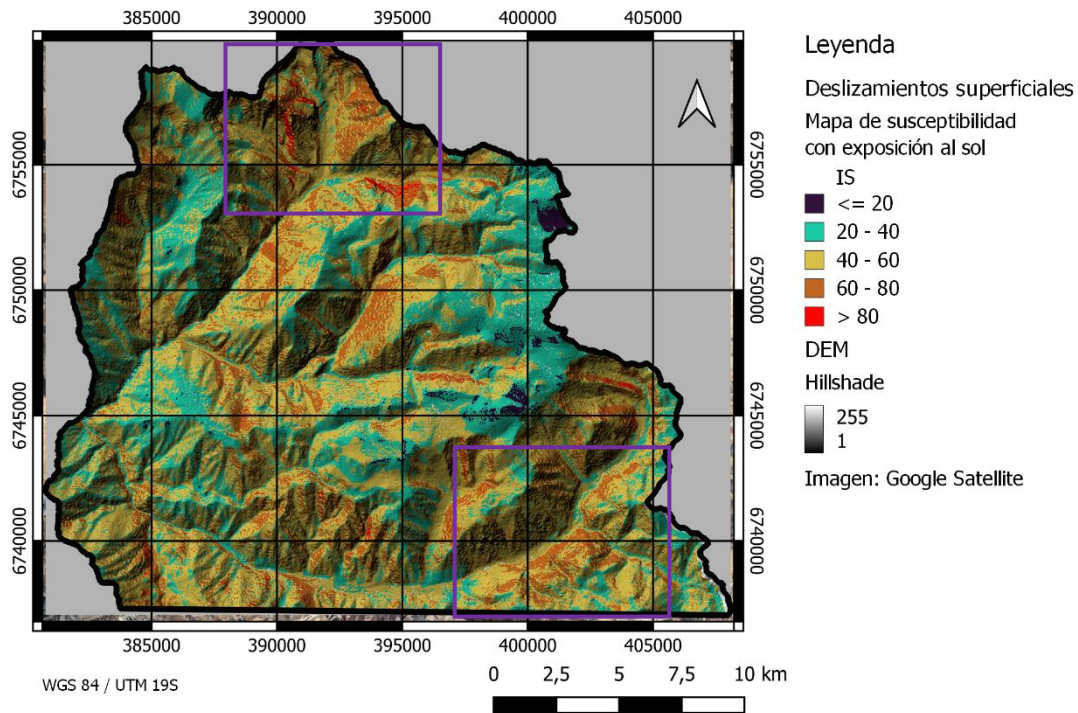 385000 390000 395000 400000 405000
Leyenda
Deslizamientos superficiales
Mapa de susceptibilidad
con exposición al sol
IS
<= 20
20 - 40
40 - 60
60 - 80
> 80
DEM
Hillshade
255
1
Imagen: Google Satellite
6755000 6755000
6750000 6750000
6745000 6745000
6740000 6740000
385000 390000 395000 400000 405000
WGS 84 / UTM 19S
0 2,5 5 7,5 10 km